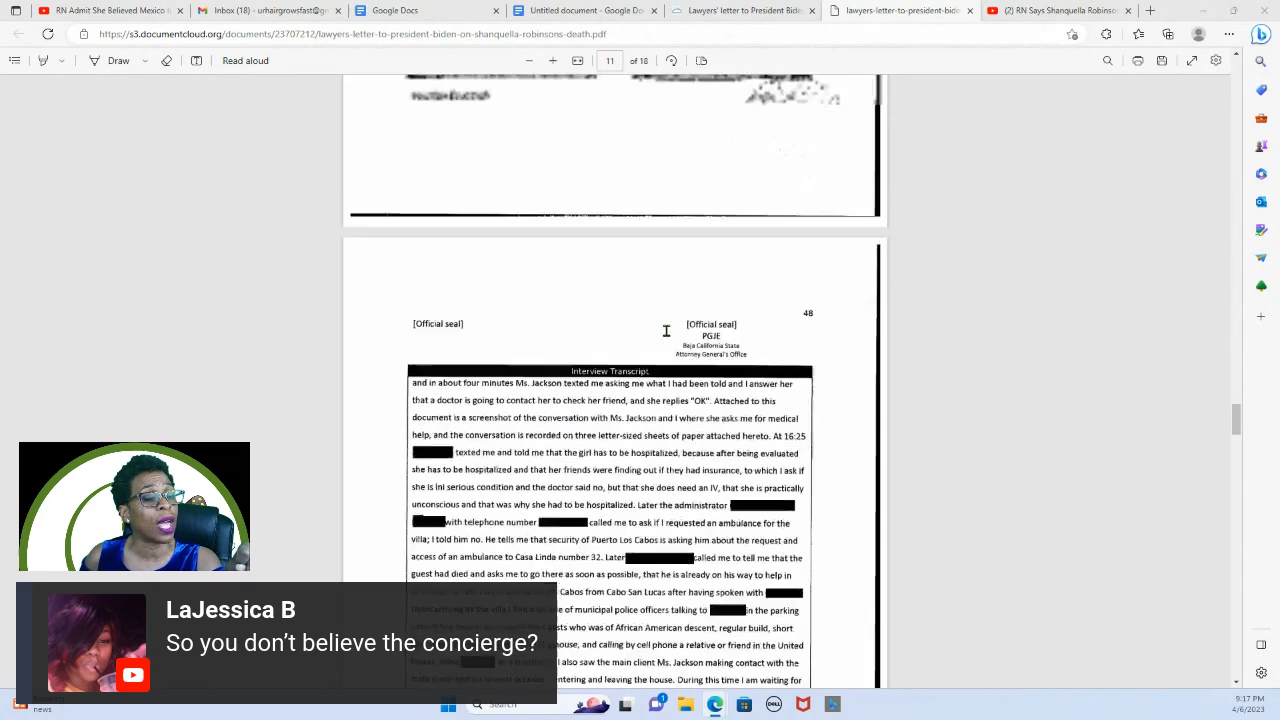 RN Admin She Believed Mexico D
Inbox (18) - urhairgrowsfast@gm
Google Docs
Untitled document - Google Doc
Lawyers' Letter to President Bid
lawyers-letter-to-president-bide
(2) RN Says Shanquella Robinson
https://s3.documentcloud.org/documents/23707212/lawyers-letter-to-president-biden-on-shanquella-robinsons-death.pdf
Draw
Read aloud
11 of 18
48
[Official seal]
[Official seal]
PGJE
Baja California State
Attorney General's Office
Interview Transcript
and in about four minutes Ms. Jackson texted me asking me what I had been told and I answer her
that a doctor is going to contact her to check her friend, and she replies "OK". Attached to this
document is a screenshot of the conversation with Ms. Jackson and I where she asks me for medical
help, and the conversation is recorded on three letter-sized sheets of paper attached hereto. At 16:25
texted me and told me that the girl has to be hospitalized, because after being evaluated
she has to be hospitalized and that her friends were finding out if they had insurance, to which I ask if
she is ini serious condition and the doctor said no, but that she does need an IV, that she is practically
unconscious and that was why she had to be hospitalized. Later the administrator
with telephone number called me to ask if I requested an ambulance for the
villa; I told him no. He tells me that security of Puerto Los Cabos is asking him about the request and
access of an ambulance to Casa Linda number 32. Later called me to tell me that the
guest had died and asks me to go there as soon as possible, that he is already on his way to help in
Cabos from Cabo San Lucas after having spoken with
of municipal police officers talking to in the parking
who was of African American descent, regular build, short
house, and calling by cell phone a relative or friend in the United
I also saw the main client Ms. Jackson making contact with the
entering and leaving the house. During this time I am waiting for
LaJessica B
So you don't believe the concierge?
news
Search
1
DELL
9:17 PM
4/6/2023